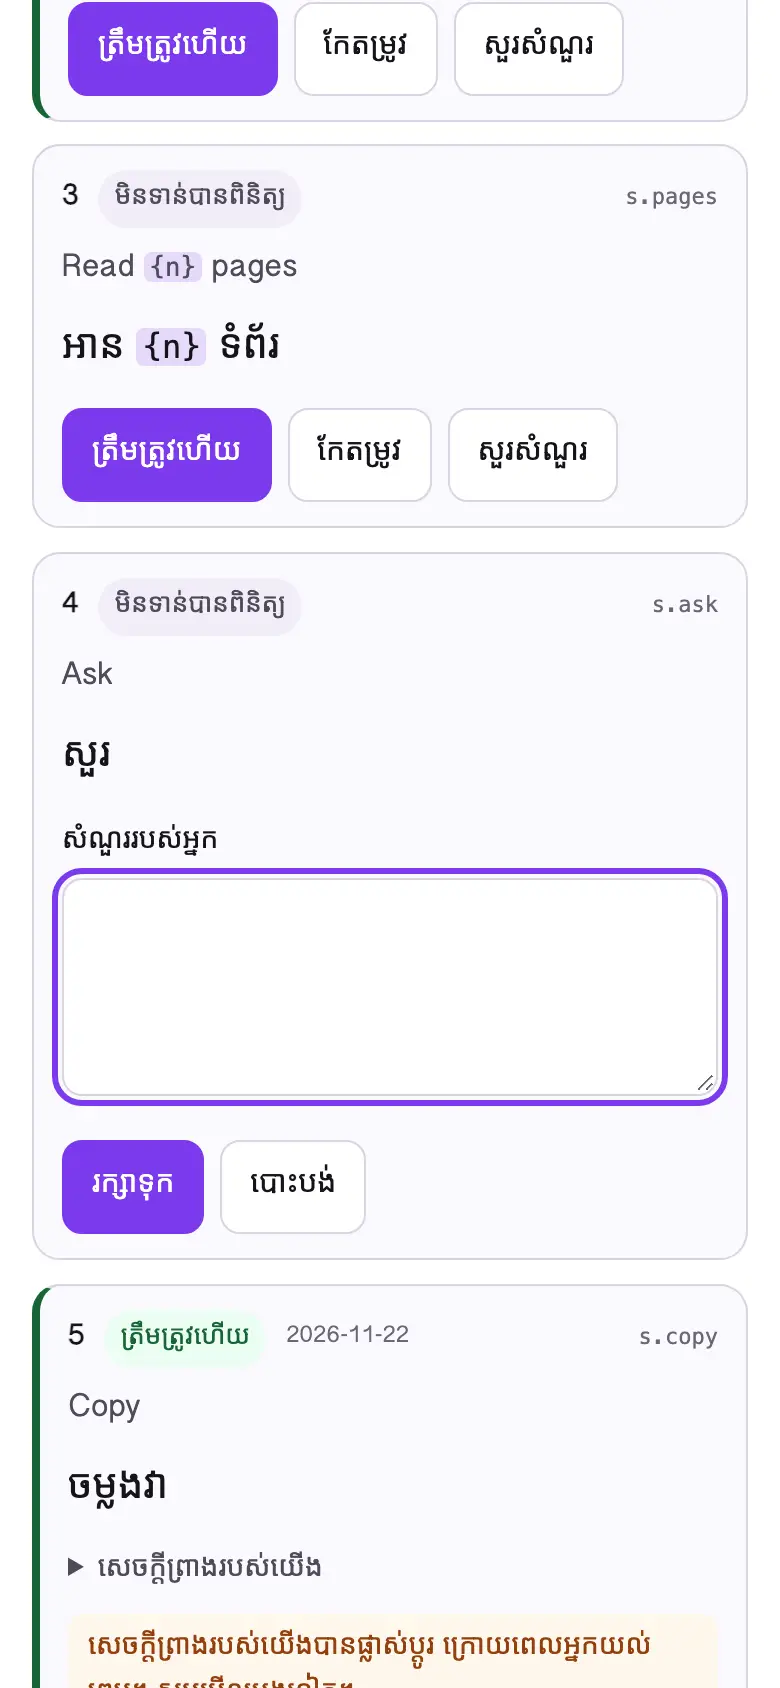 ត្រឹមត្រូវហើយ កែតម្រូវ សួរសំណួរ
3 មិនទាន់បានពិនិត្យ s.pages
Read {n} pages
អាន {n} ទំព័រ
ត្រឹមត្រូវហើយ កែតម្រូវ សួរសំណួរ
4 មិនទាន់បានពិនិត្យ s.ask
Ask
សួរ
សំណួររបស់អ្នក
រក្សាទុក បោះបង់
5 ត្រឹមត្រូវហើយ 2026-11-22 s.copy
Copy
ចម្លងវា
សេចក្តីព្រាងរបស់យើង
សេចក្តីព្រាងរបស់យើងបានផ្លាស់ប្តូរ ក្រោយពេលអ្នកយល់